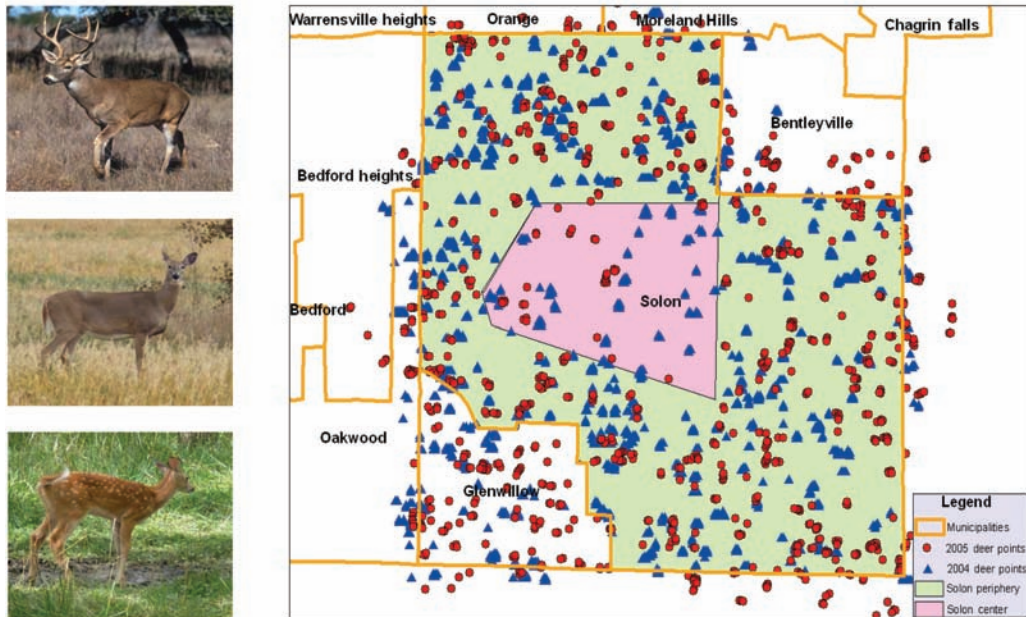 Warrensville heights
Orange
Moreland Hills
Chagrin falls
Bentleyville
Bedford heights
Bedford
Solon
Oakwood
Glenwillow
Legend
Municipalities
2005 deer points
2004 deer points
Solon periphery
Solon center